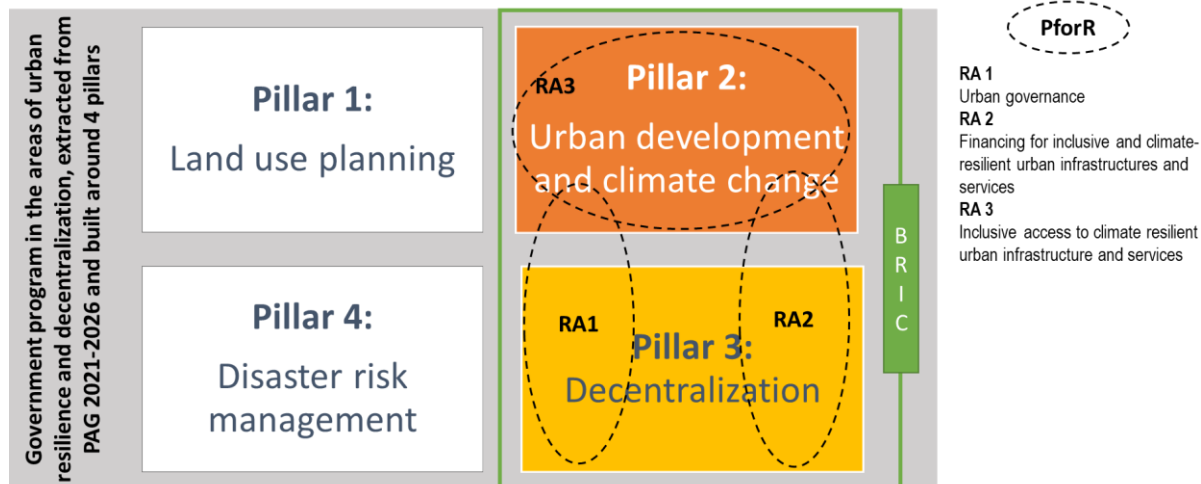 Government program in the areas of urban
resilience and decentralization, extracted from
PAG 2021-2026 and built around 4 pillars
Pillar 1:
Land use planning
RA3
Pillar 2:
Urban development
and climate change
Pillar 4:
Disaster risk
management
RA1
RA2
Pillar 3:
Decentralization
B
R
I
C
PforR
RA 1
Urban governance
RA 2
Financing for inclusive and climate-
resilient urban infrastructures and
services
RA 3
Inclusive access to climate resilient
urban infrastructure and services